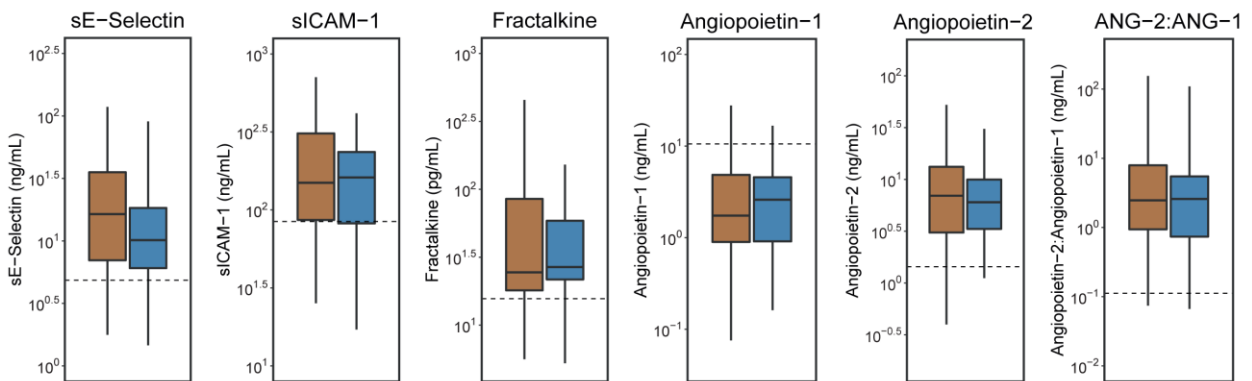 sE−Selectin
sE−Selectin (ng/mL)
10^2.5
10^2
10^1.5
10^1
10^0.5
10^0
sICAM−1
sICAM−1 (ng/mL)
10^3
10^2.5
10^2
10^1.5
10^1
Fractalkine
Fractalkine (pg/mL)
10^3
10^2
10^1.5
10^1
Angiopoietin−1
Angiopoietin−1 (ng/mL)
10^2
10^1
10^0
10^−1
Angiopoietin−2
Angiopoietin−2 (ng/mL)
10^2
10^1.5
10^1
10^0.5
10^0
10^−0.5
ANG−2:ANG−1
Angiopoietin−2:Angiopoietin−1 (ng/mL)
10^2
10^1
10^0
10^−1
10^−2